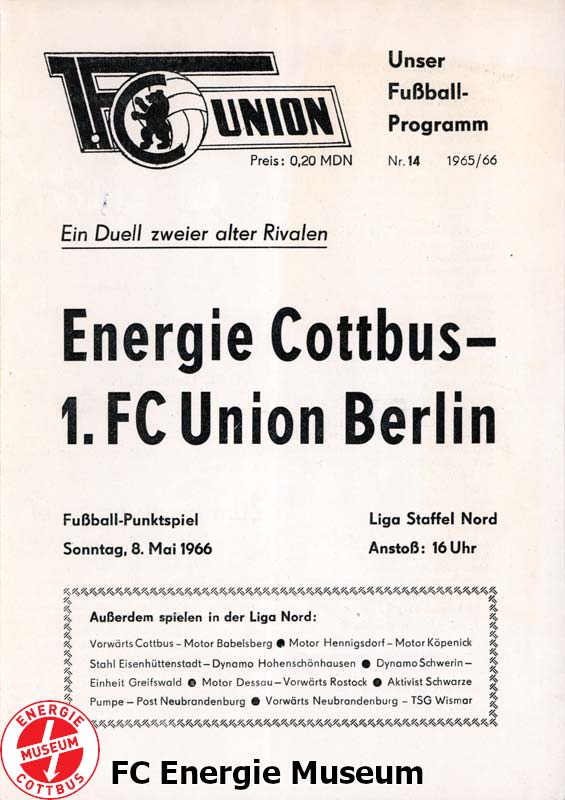 1.FC UNION
Unser
Fußball-
Programm
Preis: 0,20 MDN
Nr. 14 1965/66
Ein Duell zweier alter Rivalen
Energie Cottbus–
1. FC Union Berlin
Fußball-Punktspiel
Liga Staffel Nord
Sonntag, 8. Mai 1966
Anstoß: 16 Uhr
Außerdem spielen in der Liga Nord:
Vorwärts Cottbus – Motor Babelsberg ● Motor Hennigsdorf – Motor Köpenick
Stahl Eisenhüttenstadt – Dynamo Hohenschönhausen ● Dynamo Schwerin –
Einheit Greifswald ● Motor Dessau – Vorwärts Rostock ● Aktivist Schwarze
Pumpe – Post Neubrandenburg ● Vorwärts Neubrandenburg – TSG Wismar
ENERGIE
MUSEUM
COTTBUS
FC Energie Museum